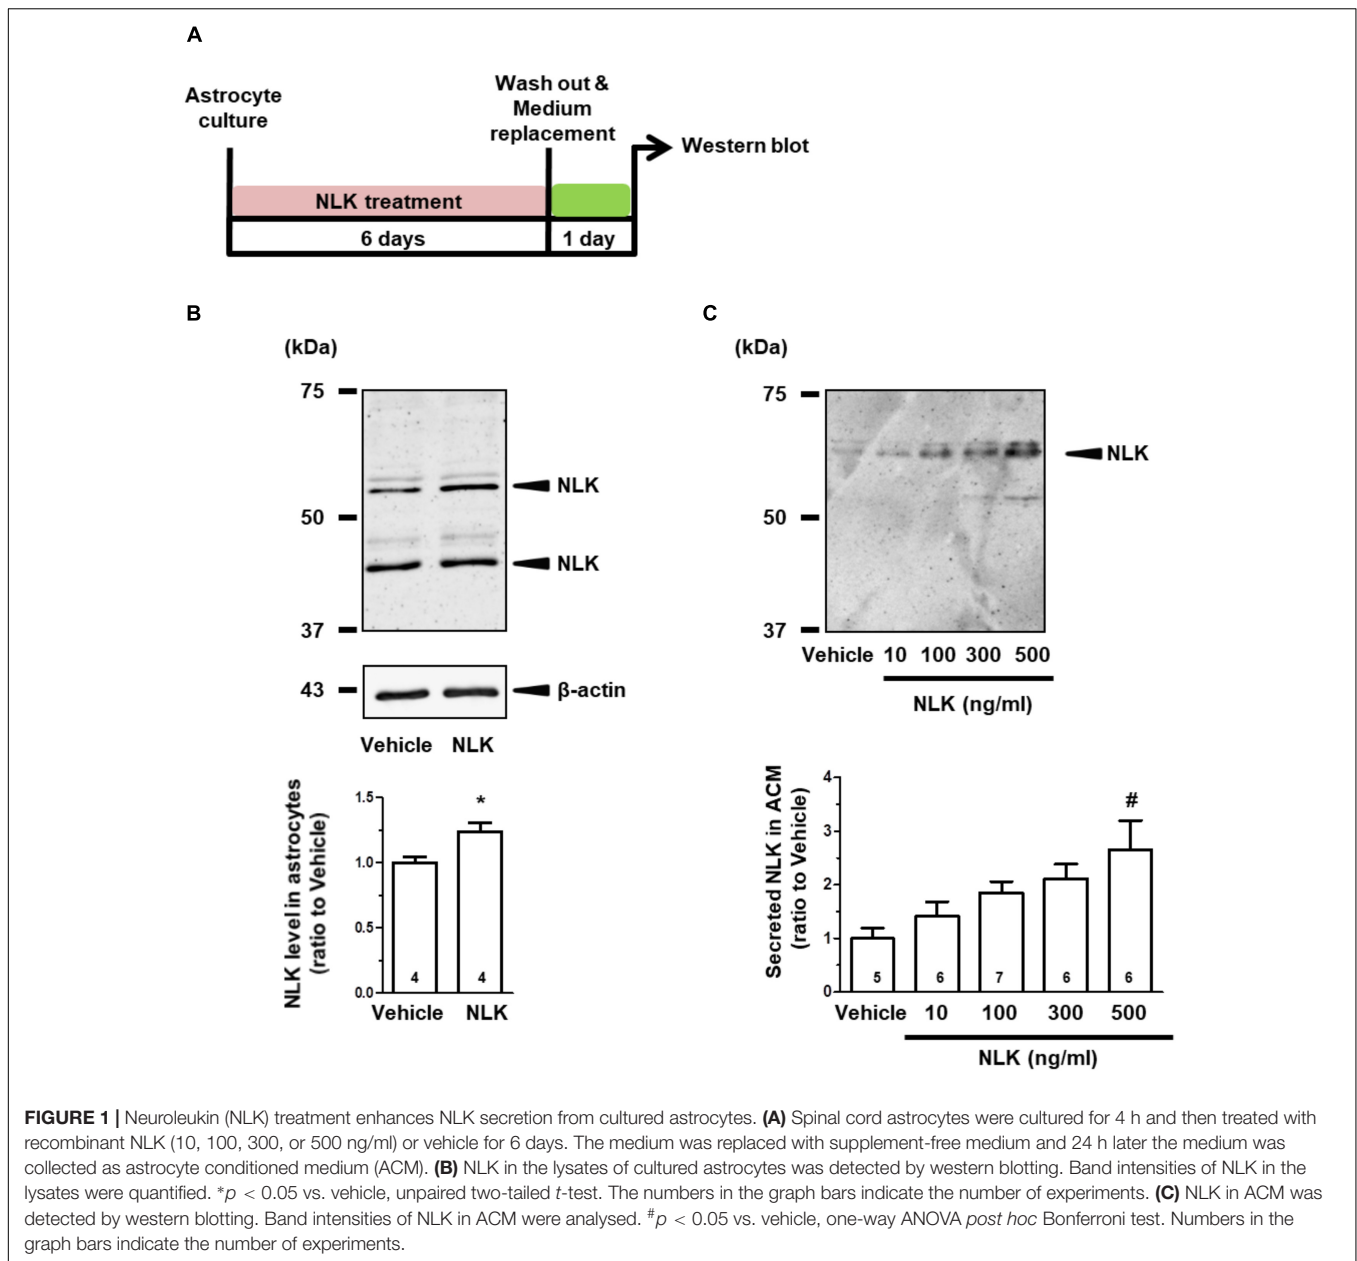 A
Astrocyte
culture
Wash out &
Medium
replacement
Western blot
NLK treatment
6 days
1 day
B
(kDa)
75
NLK
50
NLK
37
43
β-actin
Vehicle NLK
NLK level in astrocytes
(ratio to Vehicle)
1.5
1.0
0.5
0.0
*
4
4
Vehicle NLK
C
(kDa)
75
NLK
50
37
Vehicle 10 100 300 500
NLK (ng/ml)
Secreted NLK in ACM
(ratio to Vehicle)
4
3
2
1
0
#
5
6
7
6
6
Vehicle 10 100 300 500
NLK (ng/ml)
FIGURE 1 | Neuroleukin (NLK) treatment enhances NLK secretion from cultured astrocytes. (A) Spinal cord astrocytes were cultured for 4 h and then treated with
recombinant NLK (10, 100, 300, or 500 ng/ml) or vehicle for 6 days. The medium was replaced with supplement-free medium and 24 h later the medium was
collected as astrocyte conditioned medium (ACM). (B) NLK in the lysates of cultured astrocytes was detected by western blotting. Band intensities of NLK in the
lysates were quantified. *p < 0.05 vs. vehicle, unpaired two-tailed t-test. The numbers in the graph bars indicate the number of experiments. (C) NLK in ACM was
detected by western blotting. Band intensities of NLK in ACM were analysed. #p < 0.05 vs. vehicle, one-way ANOVA post hoc Bonferroni test. Numbers in the
graph bars indicate the number of experiments.